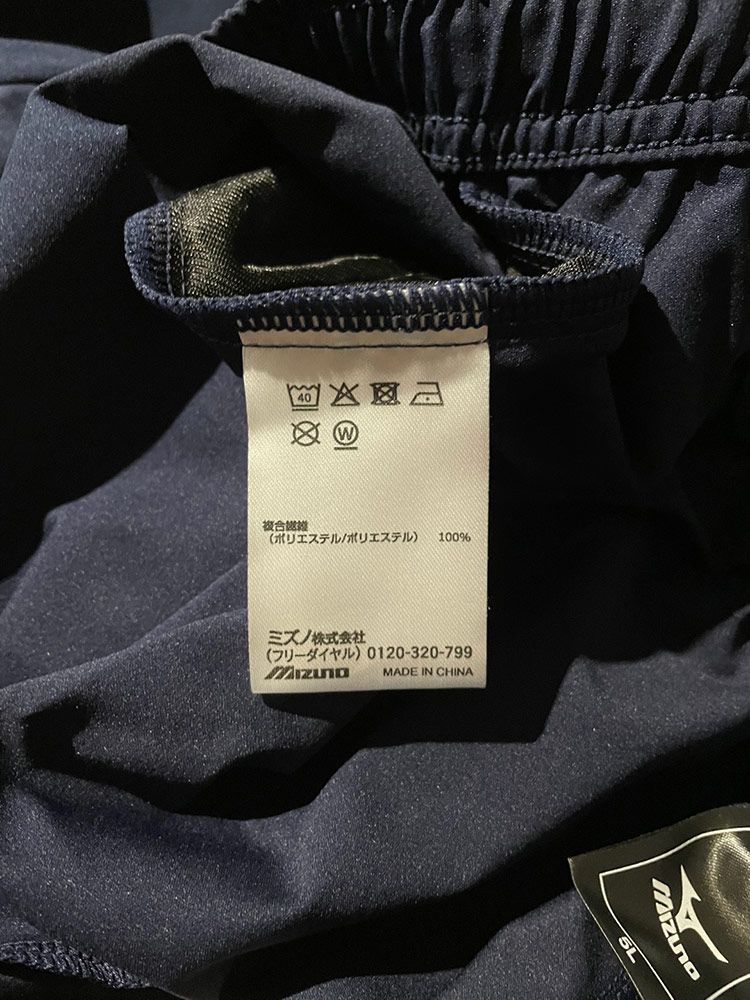 40
W
複合繊維
(ポリエステル/ポリエステル) 100%
ミズノ株式会社
(フリーダイヤル) 0120-320-799
MIZUNO MADE IN CHINA
MIZUNO
5L